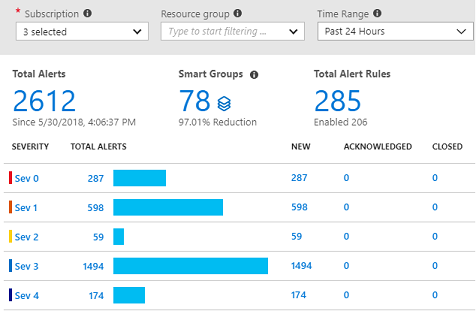 * Subscription Resource group Time Range
3 selected Type to start filtering ... Past 24 Hours
Total Alerts Smart Groups Total Alert Rules
2612 78 285
Since 5/30/2018, 4:06:37 PM 97.01% Reduction Enabled 206
SEVERITY TOTAL ALERTS NEW ACKNOWLEDGED CLOSED
Sev 0 287 287 0 0
Sev 1 598 598 0 0
Sev 2 59 59 0 0
Sev 3 1494 1494 0 0
Sev 4 174 174 0 0